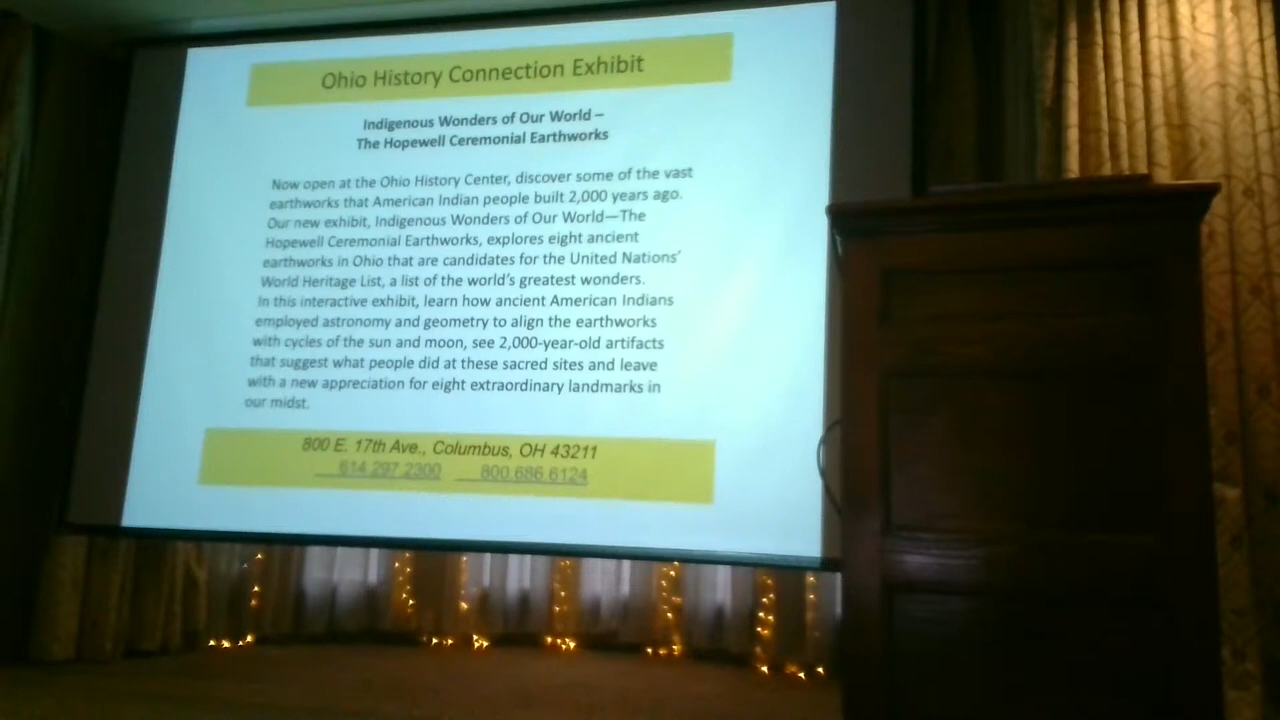 Ohio History Connection Exhibit
Indigenous Wonders of Our World –
The Hopewell Ceremonial Earthworks
Now open at the Ohio History Center, discover some of the vast
earthworks that American Indian people built 2,000 years ago.
Our new exhibit, Indigenous Wonders of Our World—The
Hopewell Ceremonial Earthworks, explores eight ancient
earthworks in Ohio that are candidates for the United Nations’
World Heritage List, a list of the world’s greatest wonders.
In this interactive exhibit, learn how ancient American Indians
employed astronomy and geometry to align the earthworks
with cycles of the sun and moon, see 2,000-year-old artifacts
that suggest what people did at these sacred sites and leave
with a new appreciation for eight extraordinary landmarks in
our midst.
800 E. 17th Ave., Columbus, OH 43211
614.297.2300 800.686.6124